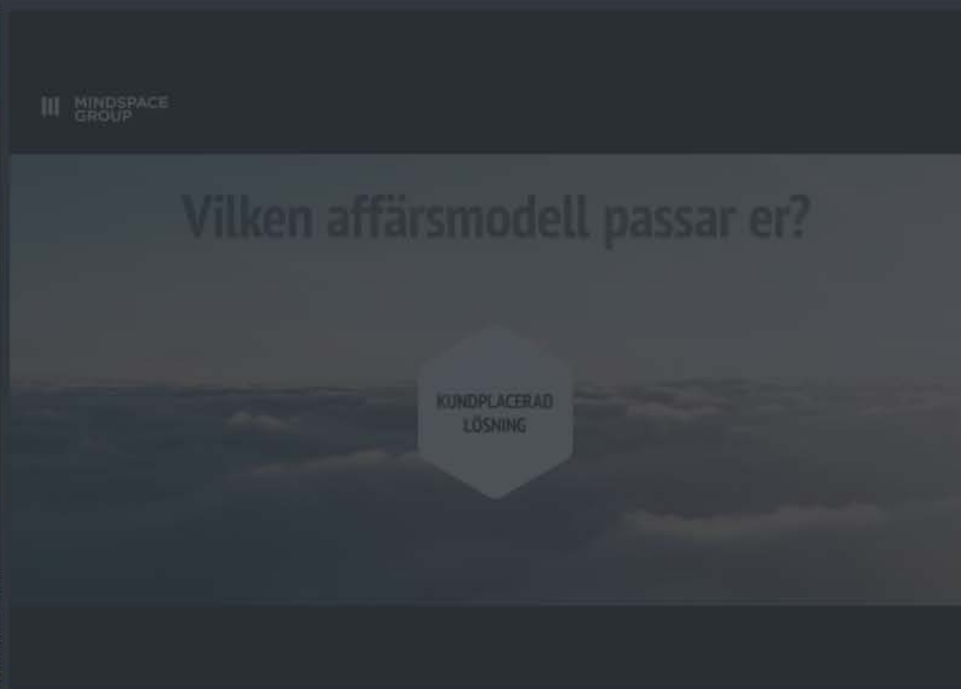 MINDSPACE
GROUP
Vilken affärsmodell passar er?
KUNDPLACERAD
LÖSNING